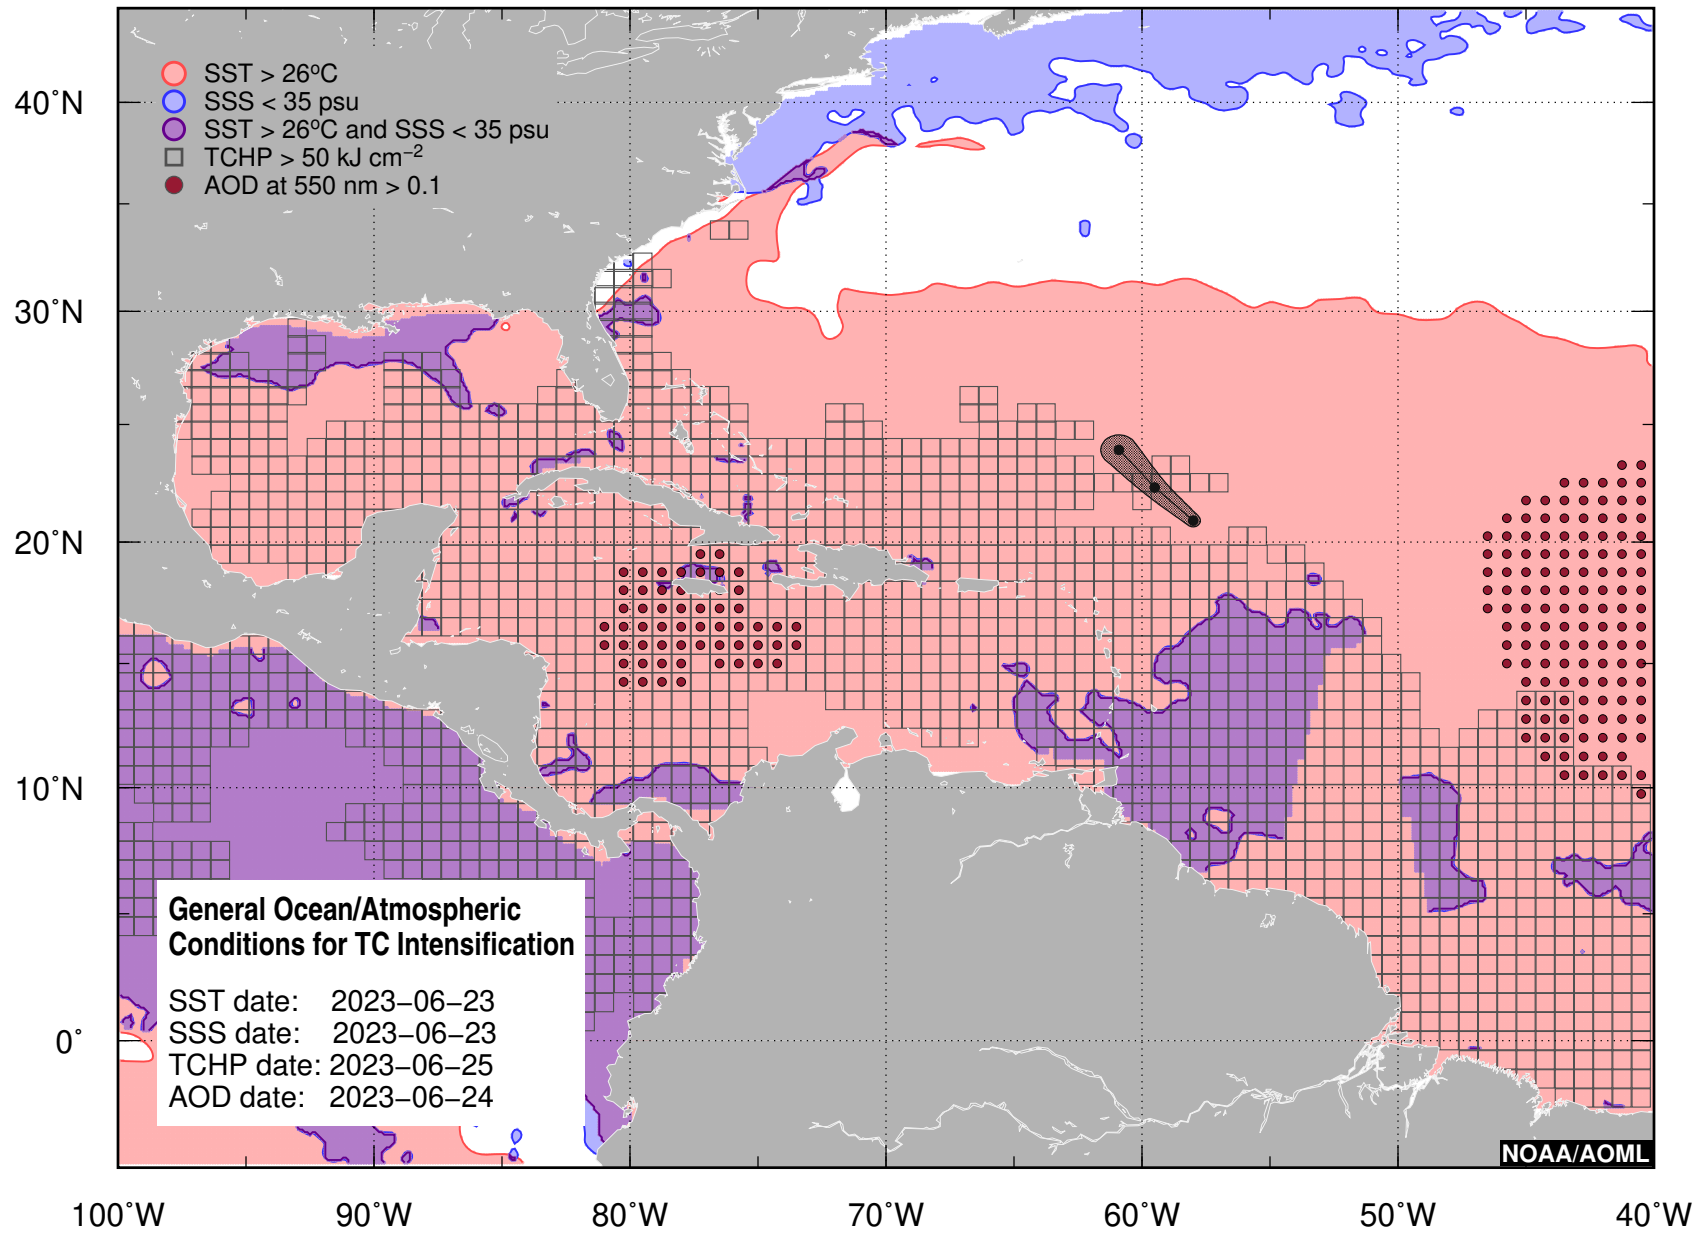 SST > 26°C
SSS < 35 psu
SST > 26°C and SSS < 35 psu
TCHP > 50 kJ cm⁻²
AOD at 550 nm > 0.1
40°N
30°N
20°N
10°N
0°
General Ocean/Atmospheric
Conditions for TC Intensification
SST date: 2023-06-23
SSS date: 2023-06-23
TCHP date: 2023-06-25
AOD date: 2023-06-24
NOAA/AOML
100°W 90°W 80°W 70°W 60°W 50°W 40°W